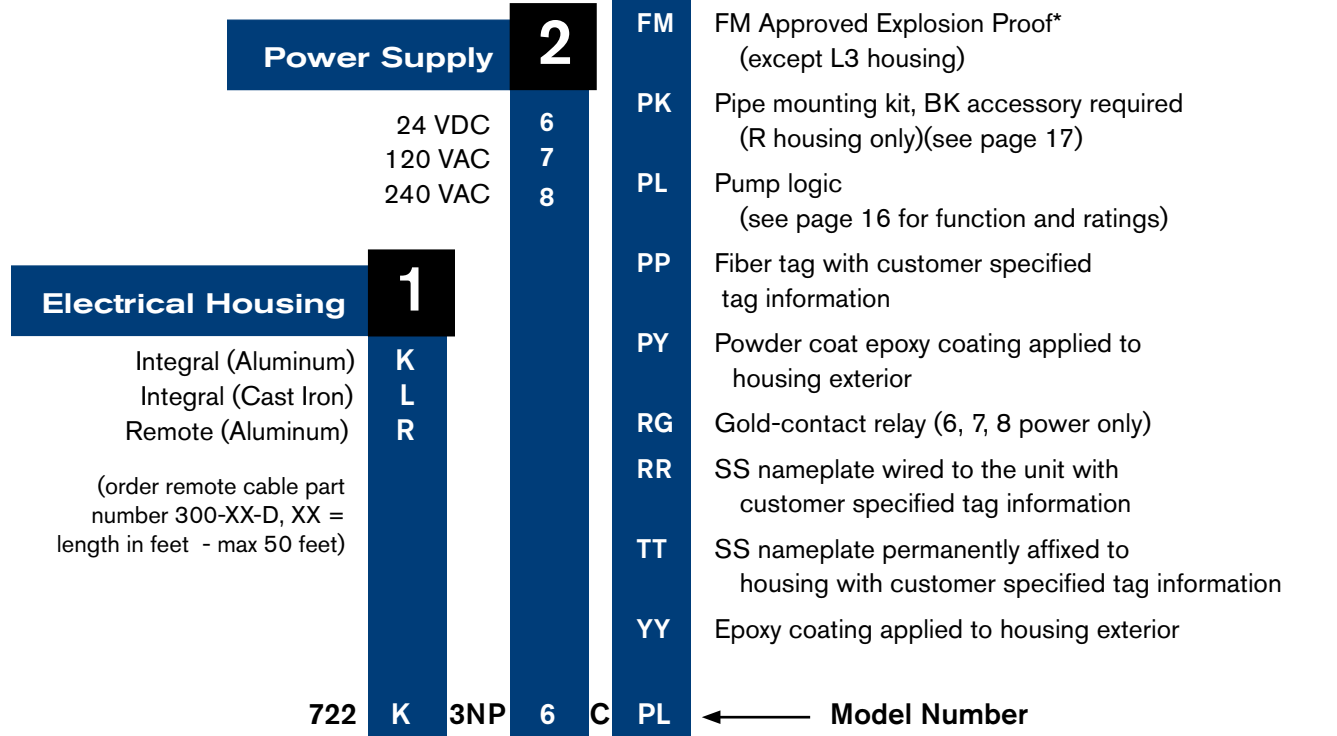 Power Supply 2
24 VDC 6
120 VAC 7
240 VAC 8
Electrical Housing 1
Integral (Aluminum) K
Integral (Cast Iron) L
Remote (Aluminum) R
(order remote cable part
number 300-XX-D, XX =
length in feet - max 50 feet)
FM FM Approved Explosion Proof*
(except L3 housing)
PK Pipe mounting kit, BK accessory required
(R housing only)(see page 17)
PL Pump logic
(see page 16 for function and ratings)
PP Fiber tag with customer specified
tag information
PY Powder coat epoxy coating applied to
housing exterior
RG Gold-contact relay (6, 7, 8 power only)
RR SS nameplate wired to the unit with
customer specified tag information
TT SS nameplate permanently affixed to
housing with customer specified tag information
YY Epoxy coating applied to housing exterior
722 K 3NP 6 C PL Model Number